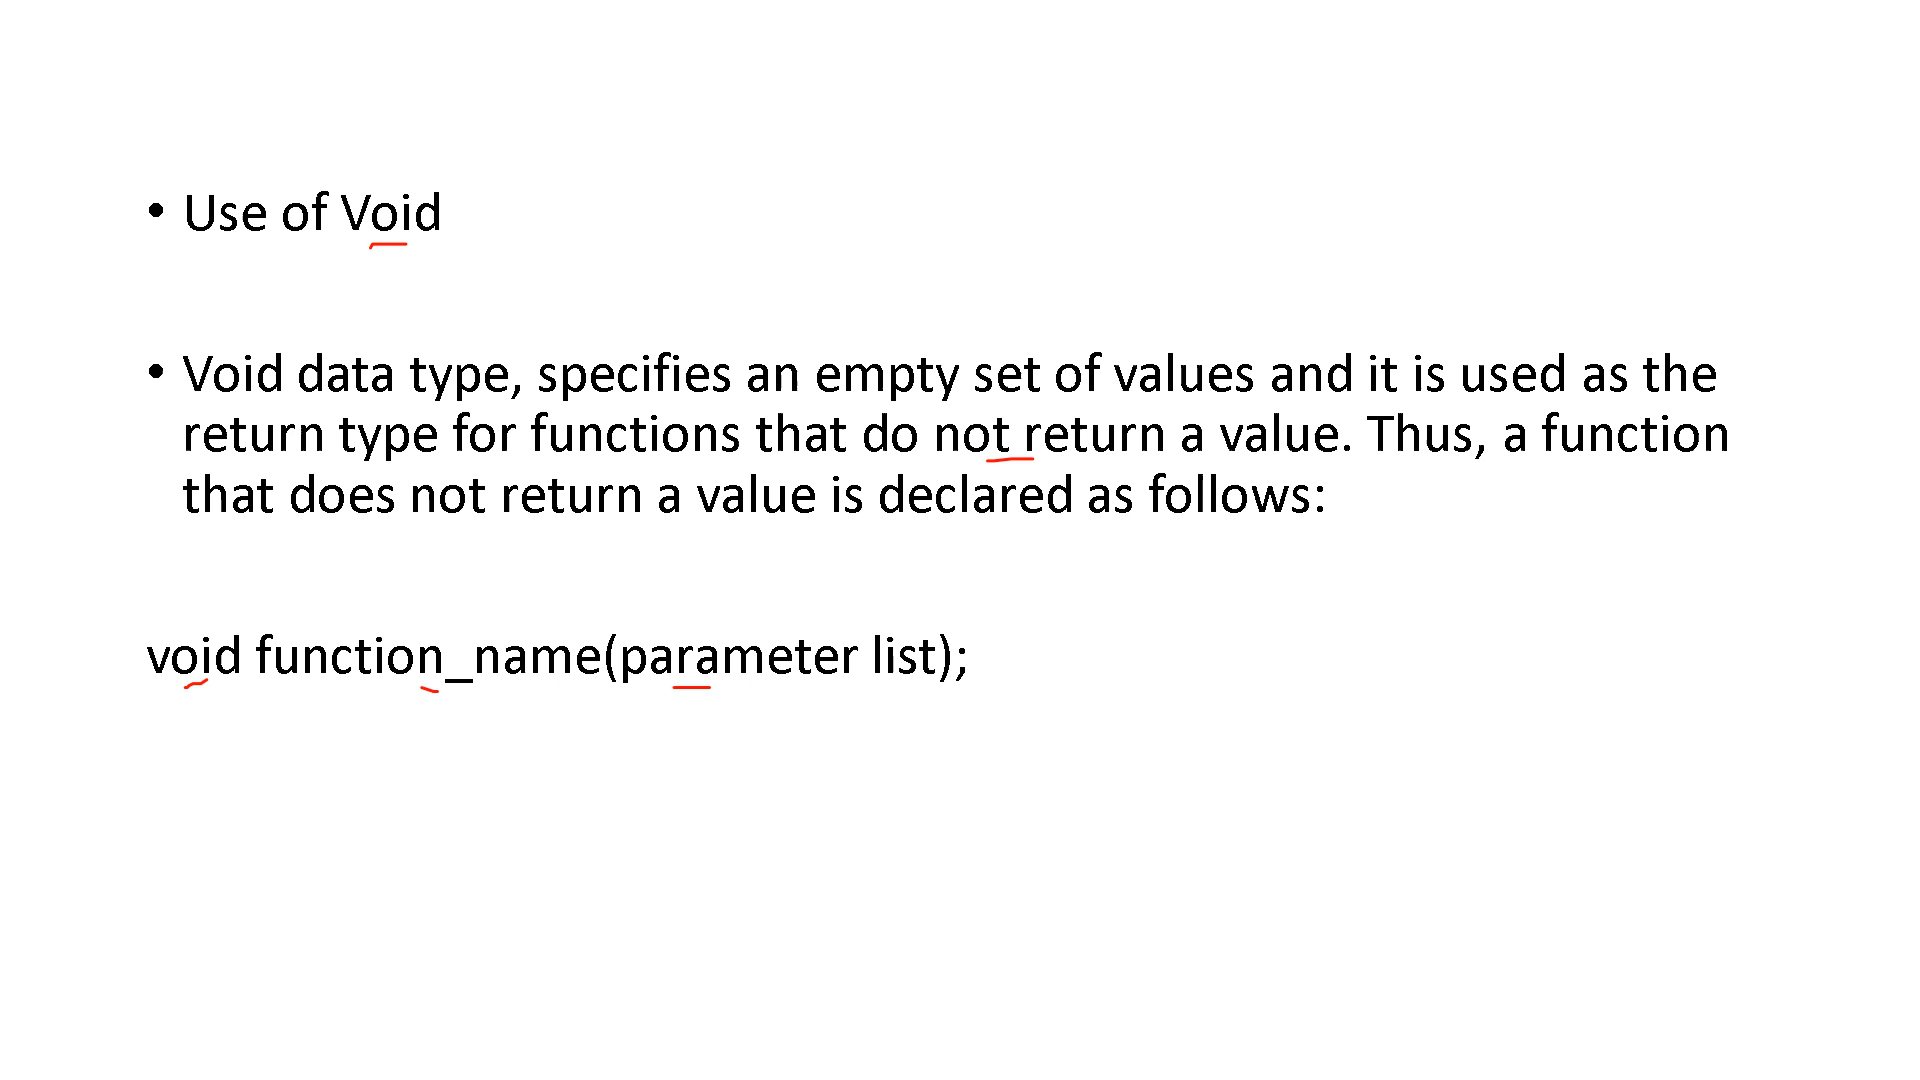 • Use of Void
• Void data type, specifies an empty set of values and it is used as the
return type for functions that do not return a value. Thus, a function
that does not return a value is declared as follows:
void function_name(parameter list);